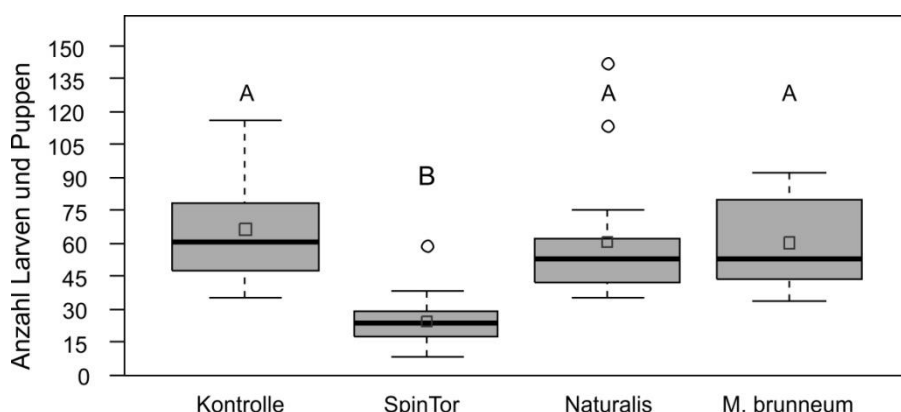 Anzahl Larven und Puppen
150
135
120
105
90
75
60
45
30
15
0
A
B
A
A
Kontrolle
SpinTor
Naturalis
M. brunneum